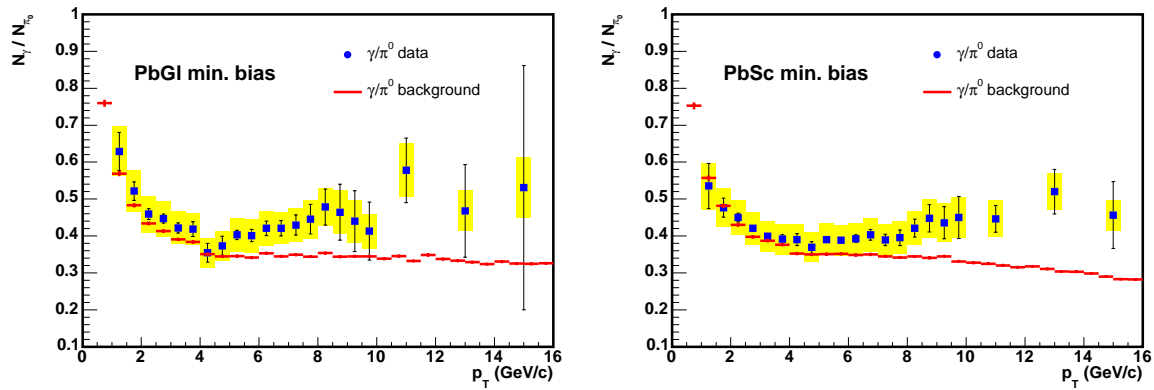 N_γ / N_π₀
1
0.9
0.8
0.7
0.6
0.5
0.4
0.3
0.2
0.1
PbGl min. bias
γ/π⁰ data
γ/π⁰ background
0 2 4 6 8 10 12 14 16
p_T (GeV/c)
N_γ / N_π₀
1
0.9
0.8
0.7
0.6
0.5
0.4
0.3
0.2
0.1
PbSc min. bias
γ/π⁰ data
γ/π⁰ background
0 2 4 6 8 10 12 14 16
p_T (GeV/c)